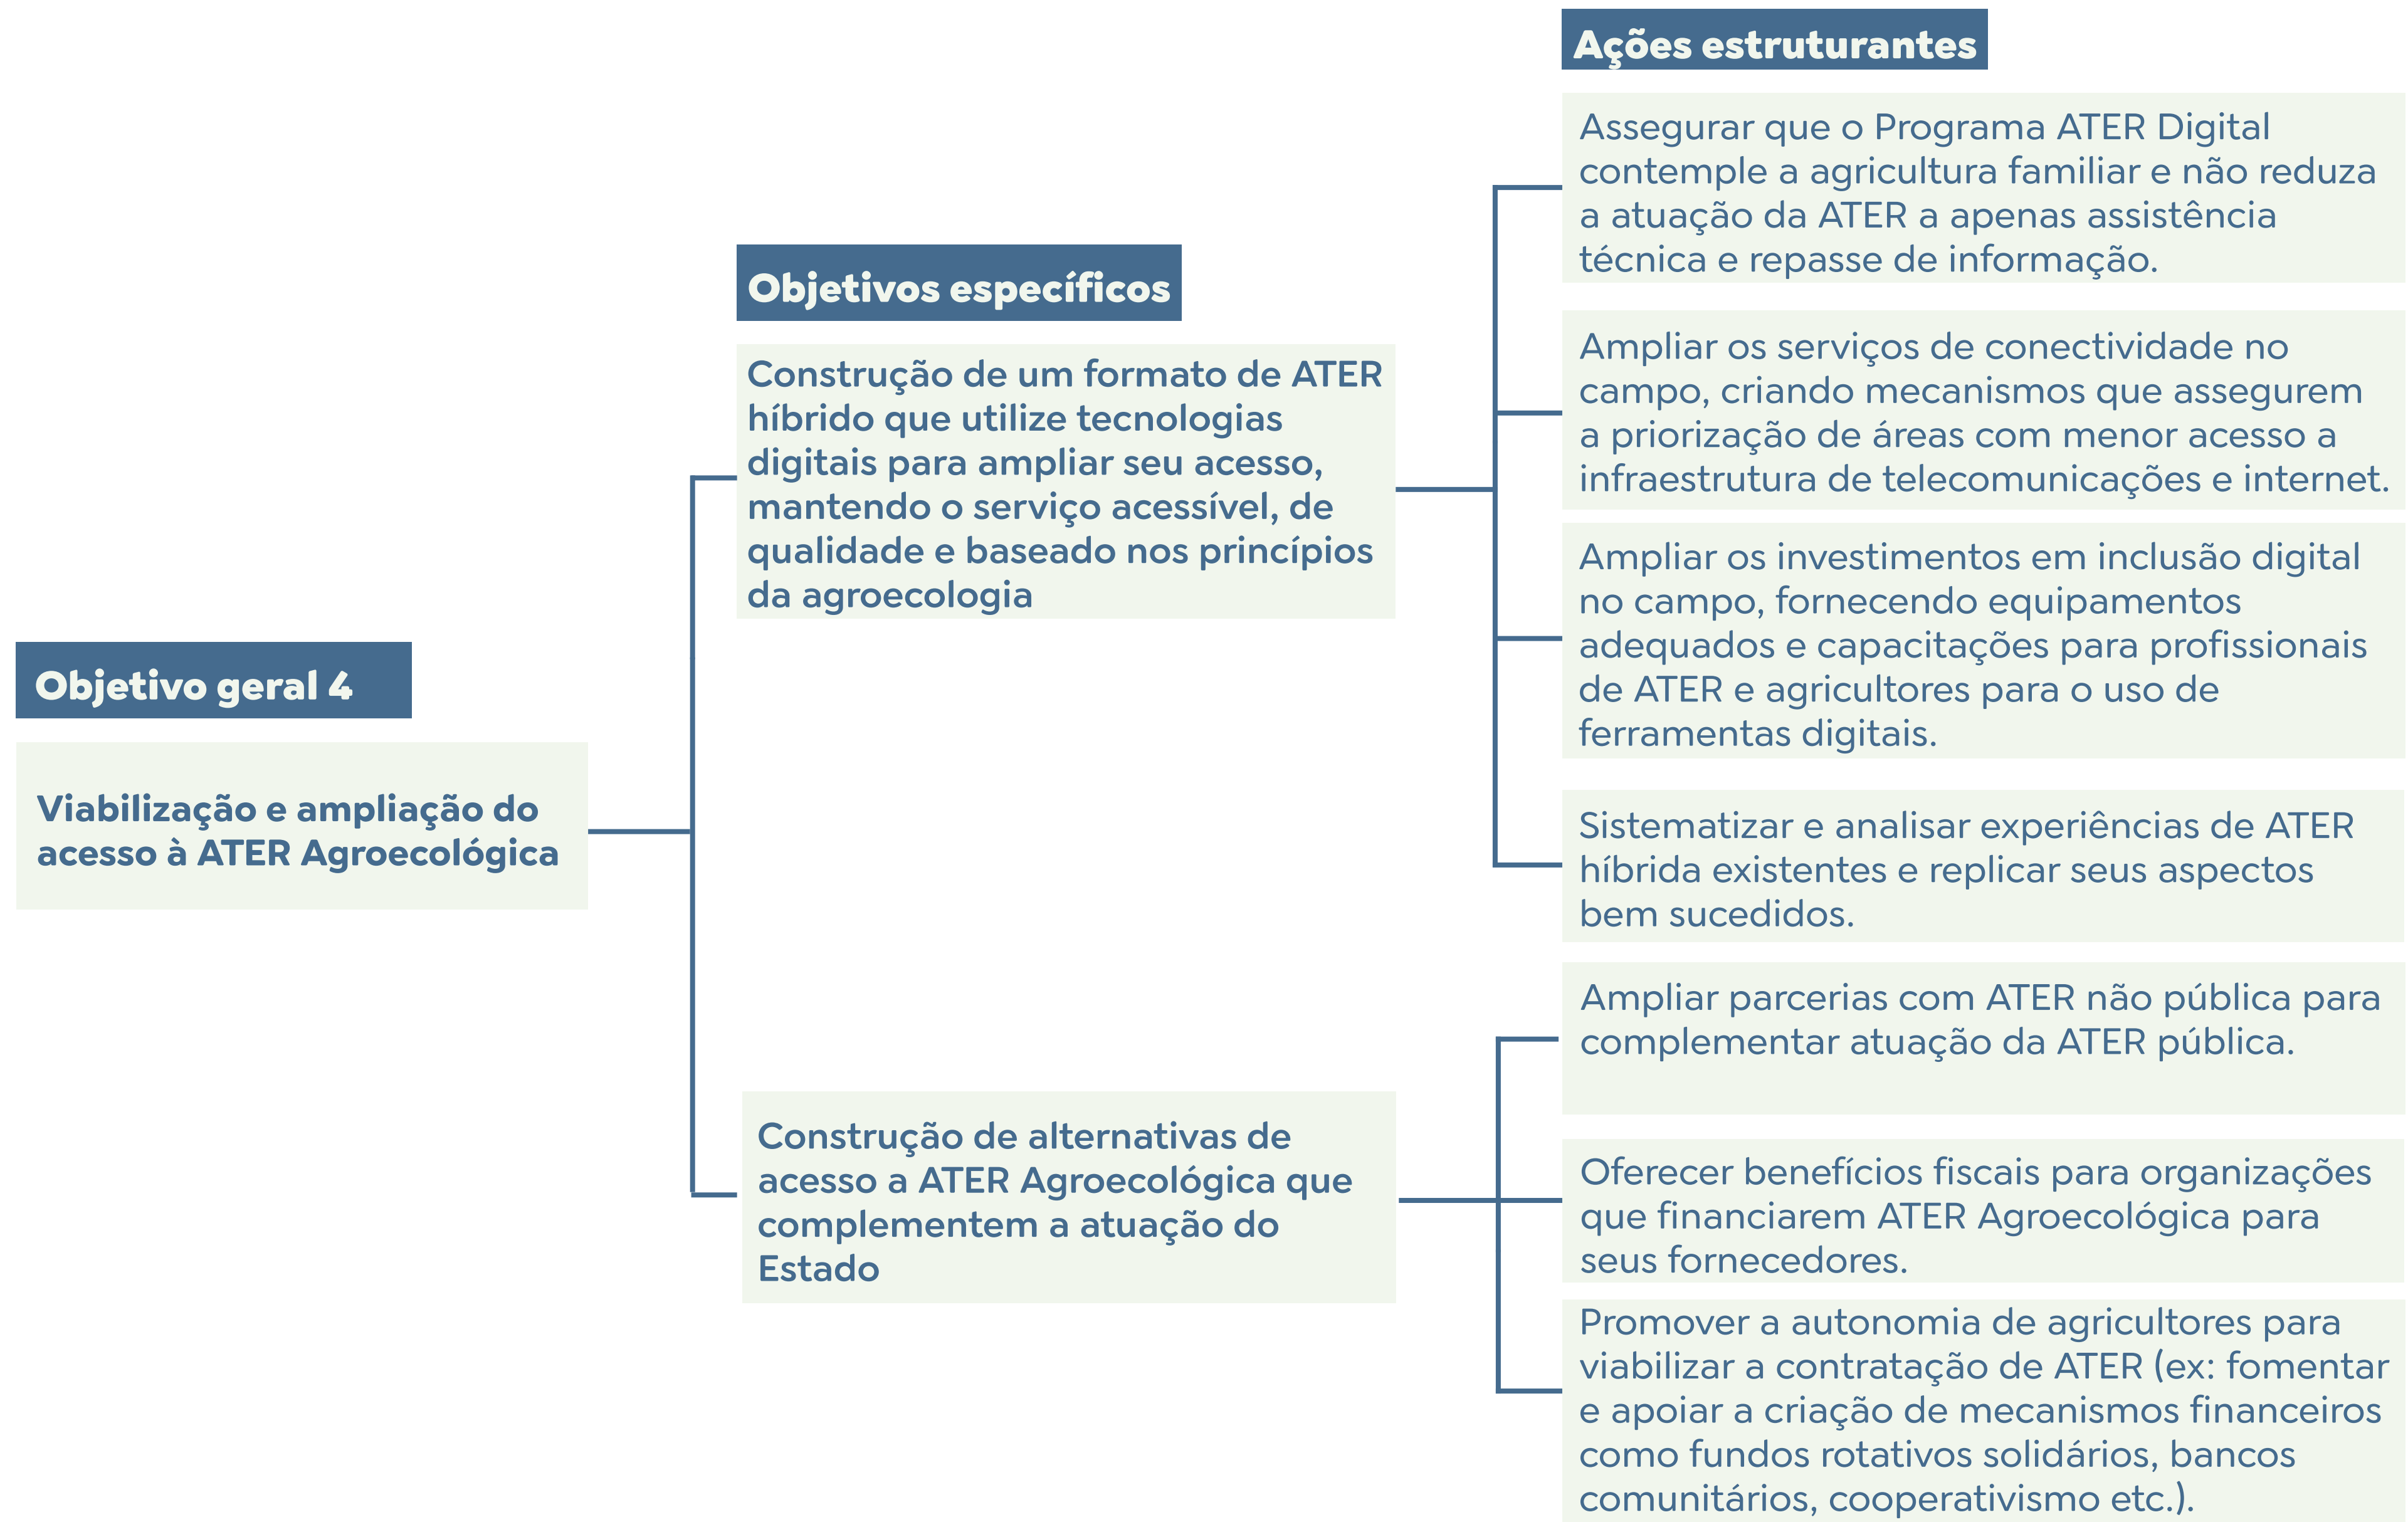 Objetivo geral 4
Viabilização e ampliação do
acesso à ATER Agroecológica
Objetivos específicos
Construção de um formato de ATER
híbrido que utilize tecnologias
digitais para ampliar seu acesso,
mantendo o serviço acessível, de
qualidade e baseado nos princípios
da agroecologia
Construção de alternativas de
acesso a ATER Agroecológica que
complementem a atuação do
Estado
Ações estruturantes
Assegurar que o Programa ATER Digital
contemple a agricultura familiar e não reduza
a atuação da ATER a apenas assistência
técnica e repasse de informação.
Ampliar os serviços de conectividade no
campo, criando mecanismos que assegurem
a priorização de áreas com menor acesso a
infraestrutura de telecomunicações e internet.
Ampliar os investimentos em inclusão digital
no campo, fornecendo equipamentos
adequados e capacitações para profissionais
de ATER e agricultores para o uso de
ferramentas digitais.
Sistematizar e analisar experiências de ATER
híbrida existentes e replicar seus aspectos
bem sucedidos.
Ampliar parcerias com ATER não pública para
complementar atuação da ATER pública.
Oferecer benefícios fiscais para organizações
que financiarem ATER Agroecológica para
seus fornecedores.
Promover a autonomia de agricultores para
viabilizar a contratação de ATER (ex: fomentar
e apoiar a criação de mecanismos financeiros
como fundos rotativos solidários, bancos
comunitários, cooperativismo etc.).